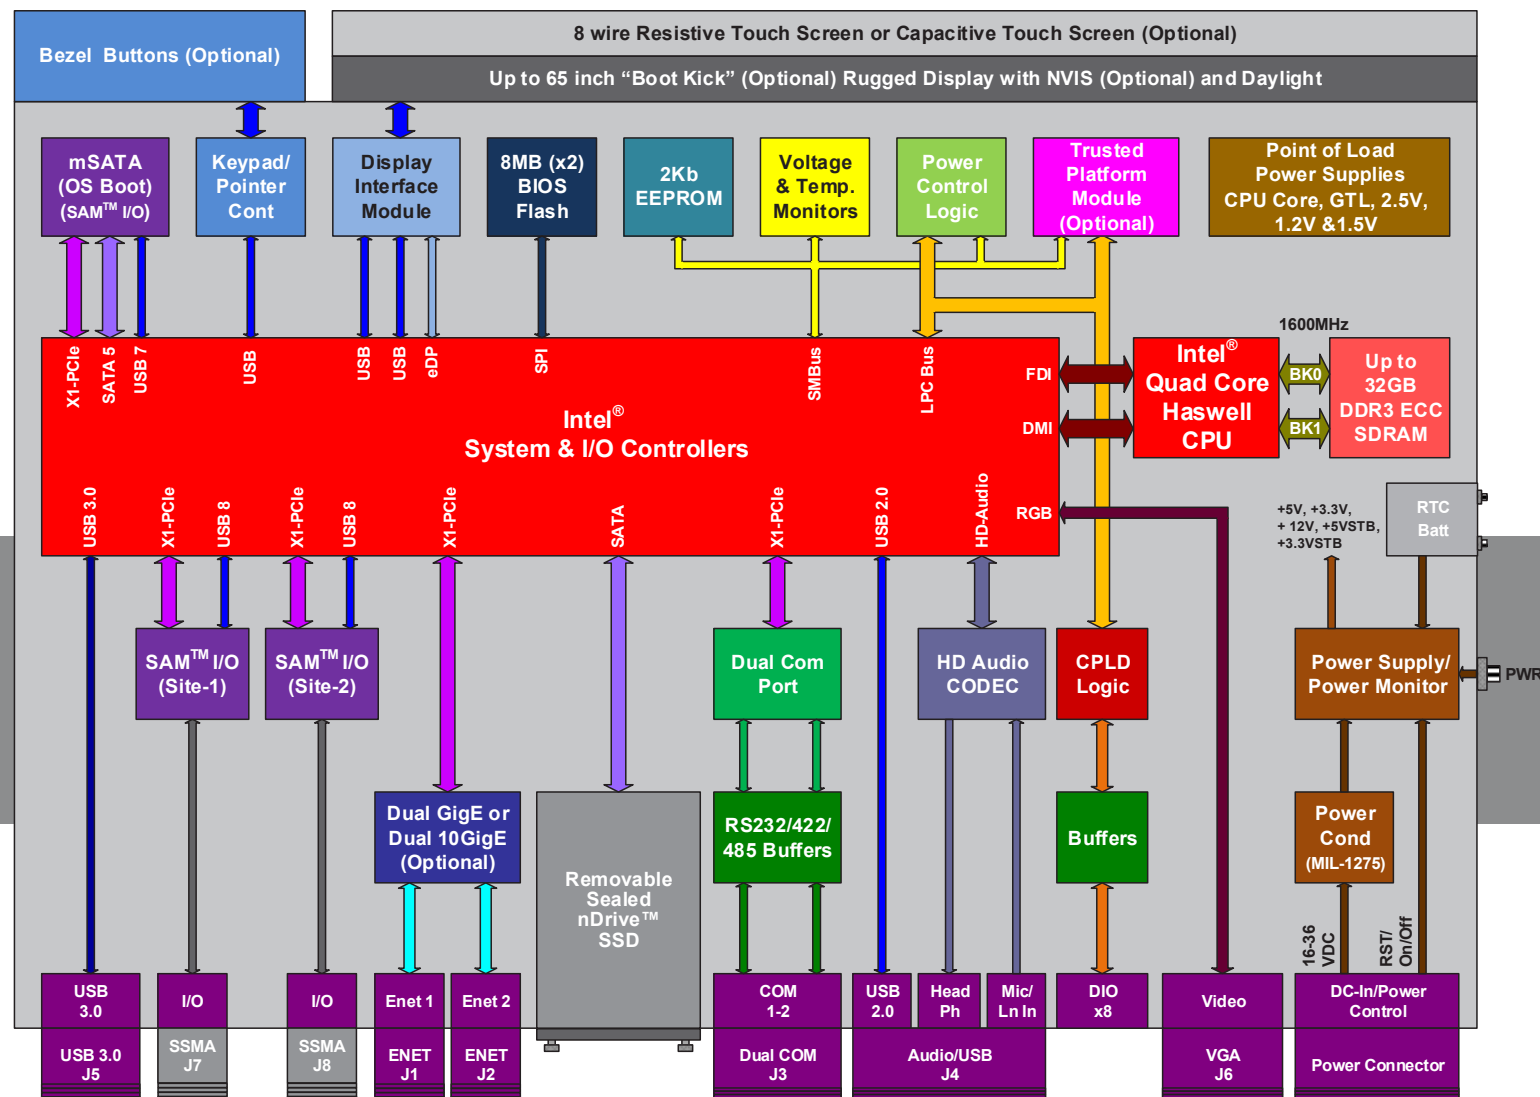 Bezel Buttons (Optional)
8 wire Resistive Touch Screen or Capacitive Touch Screen (Optional)
Up to 65 inch “Boot Kick” (Optional) Rugged Display with NVIS (Optional) and Daylight
mSATA
(OS Boot)
(SAM™ I/O)
Keypad/
Pointer
Cont
Display
Interface
Module
8MB (x2)
BIOS
Flash
2Kb
EEPROM
Voltage
& Temp.
Monitors
Power
Control
Logic
Trusted
Platform
Module
(Optional)
Point of Load
Power Supplies
CPU Core, GTL, 2.5V,
1.2V &1.5V
X1-PCIe
SATA 5
USB 7
USB
USB
USB
eDP
SPI
SMBus
LPC Bus
FDI
DMI
RGB
Intel®
System & I/O Controllers
1600MHz
Intel®
Quad Core
Haswell
CPU
BK0
BK1
Up to
32GB
DDR3 ECC
SDRAM
USB 3.0
X1-PCIe
USB 8
X1-PCIe
USB 8
X1-PCIe
SATA
X1-PCIe
USB 2.0
HD-Audio
+5V, +3.3V,
+ 12V, +5VSTB,
+3.3VSTB
RTC
Batt
SAM™ I/O
(Site-1)
SAM™ I/O
(Site-2)
Dual Com
Port
HD Audio
CODEC
CPLD
Logic
Power Supply/
Power Monitor
PWR
Dual GigE or
Dual 10GigE
(Optional)
Removable
Sealed
nDrive™
SSD
RS232/422/
485 Buffers
Buffers
Power
Cond
(MIL-1275)
16-36
VDC
RST/
On/Off
USB
3.0
I/O
I/O
Enet 1
Enet 2
COM
1-2
USB
2.0
Head
Ph
Mic/
Ln In
DIO
x8
Video
DC-In/Power
Control
USB 3.0
J5
SSMA
J7
SSMA
J8
ENET
J1
ENET
J2
Dual COM
J3
Audio/USB
J4
VGA
J6
Power Connector